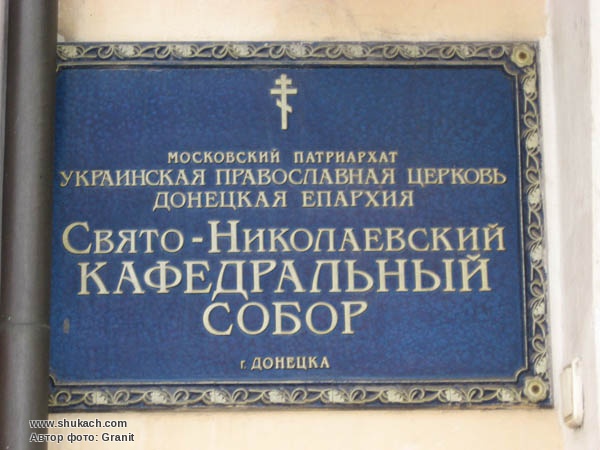 МОСКОВСКИЙ ПАТРИАРХАТ
УКРАИНСКАЯ ПРАВОСЛАВНАЯ ЦЕРКОВЬ
ДОНЕЦКАЯ ЕПАРХИЯ
СВЯТО-НИКОЛАЕВСКИЙ
КАФЕДРАЛЬНЫЙ
СОБОР
г. ДОНЕЦКА
www.shukach.com
Автор фото: Granit